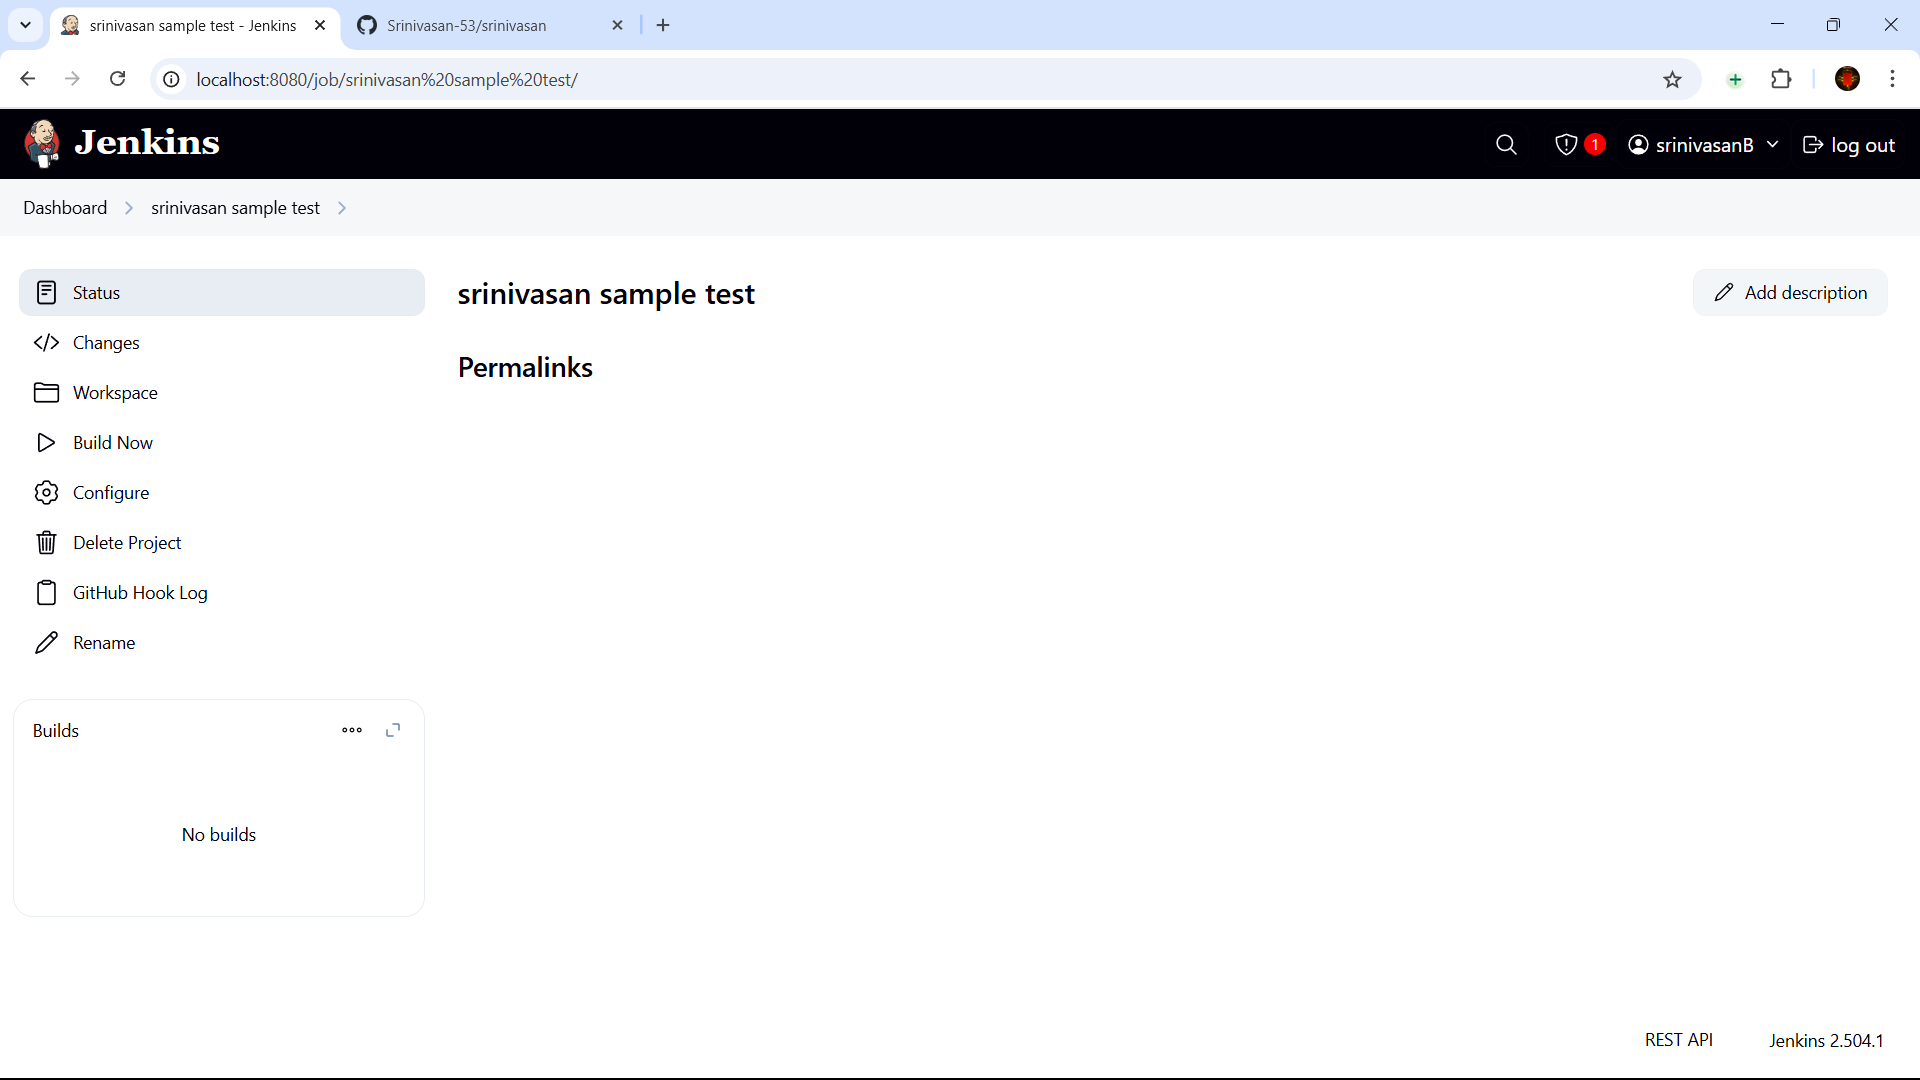 srinivasan sample test - Jenkins
Srinivasan-53/srinivasan
localhost:8080/job/srinivasan%20sample%20test/
Jenkins
1
srinivasanB
log out
Dashboard
srinivasan sample test
Status
Changes
Workspace
Build Now
Configure
Delete Project
GitHub Hook Log
Rename
srinivasan sample test
Add description
Permalinks
Builds
No builds
REST API
Jenkins 2.504.1